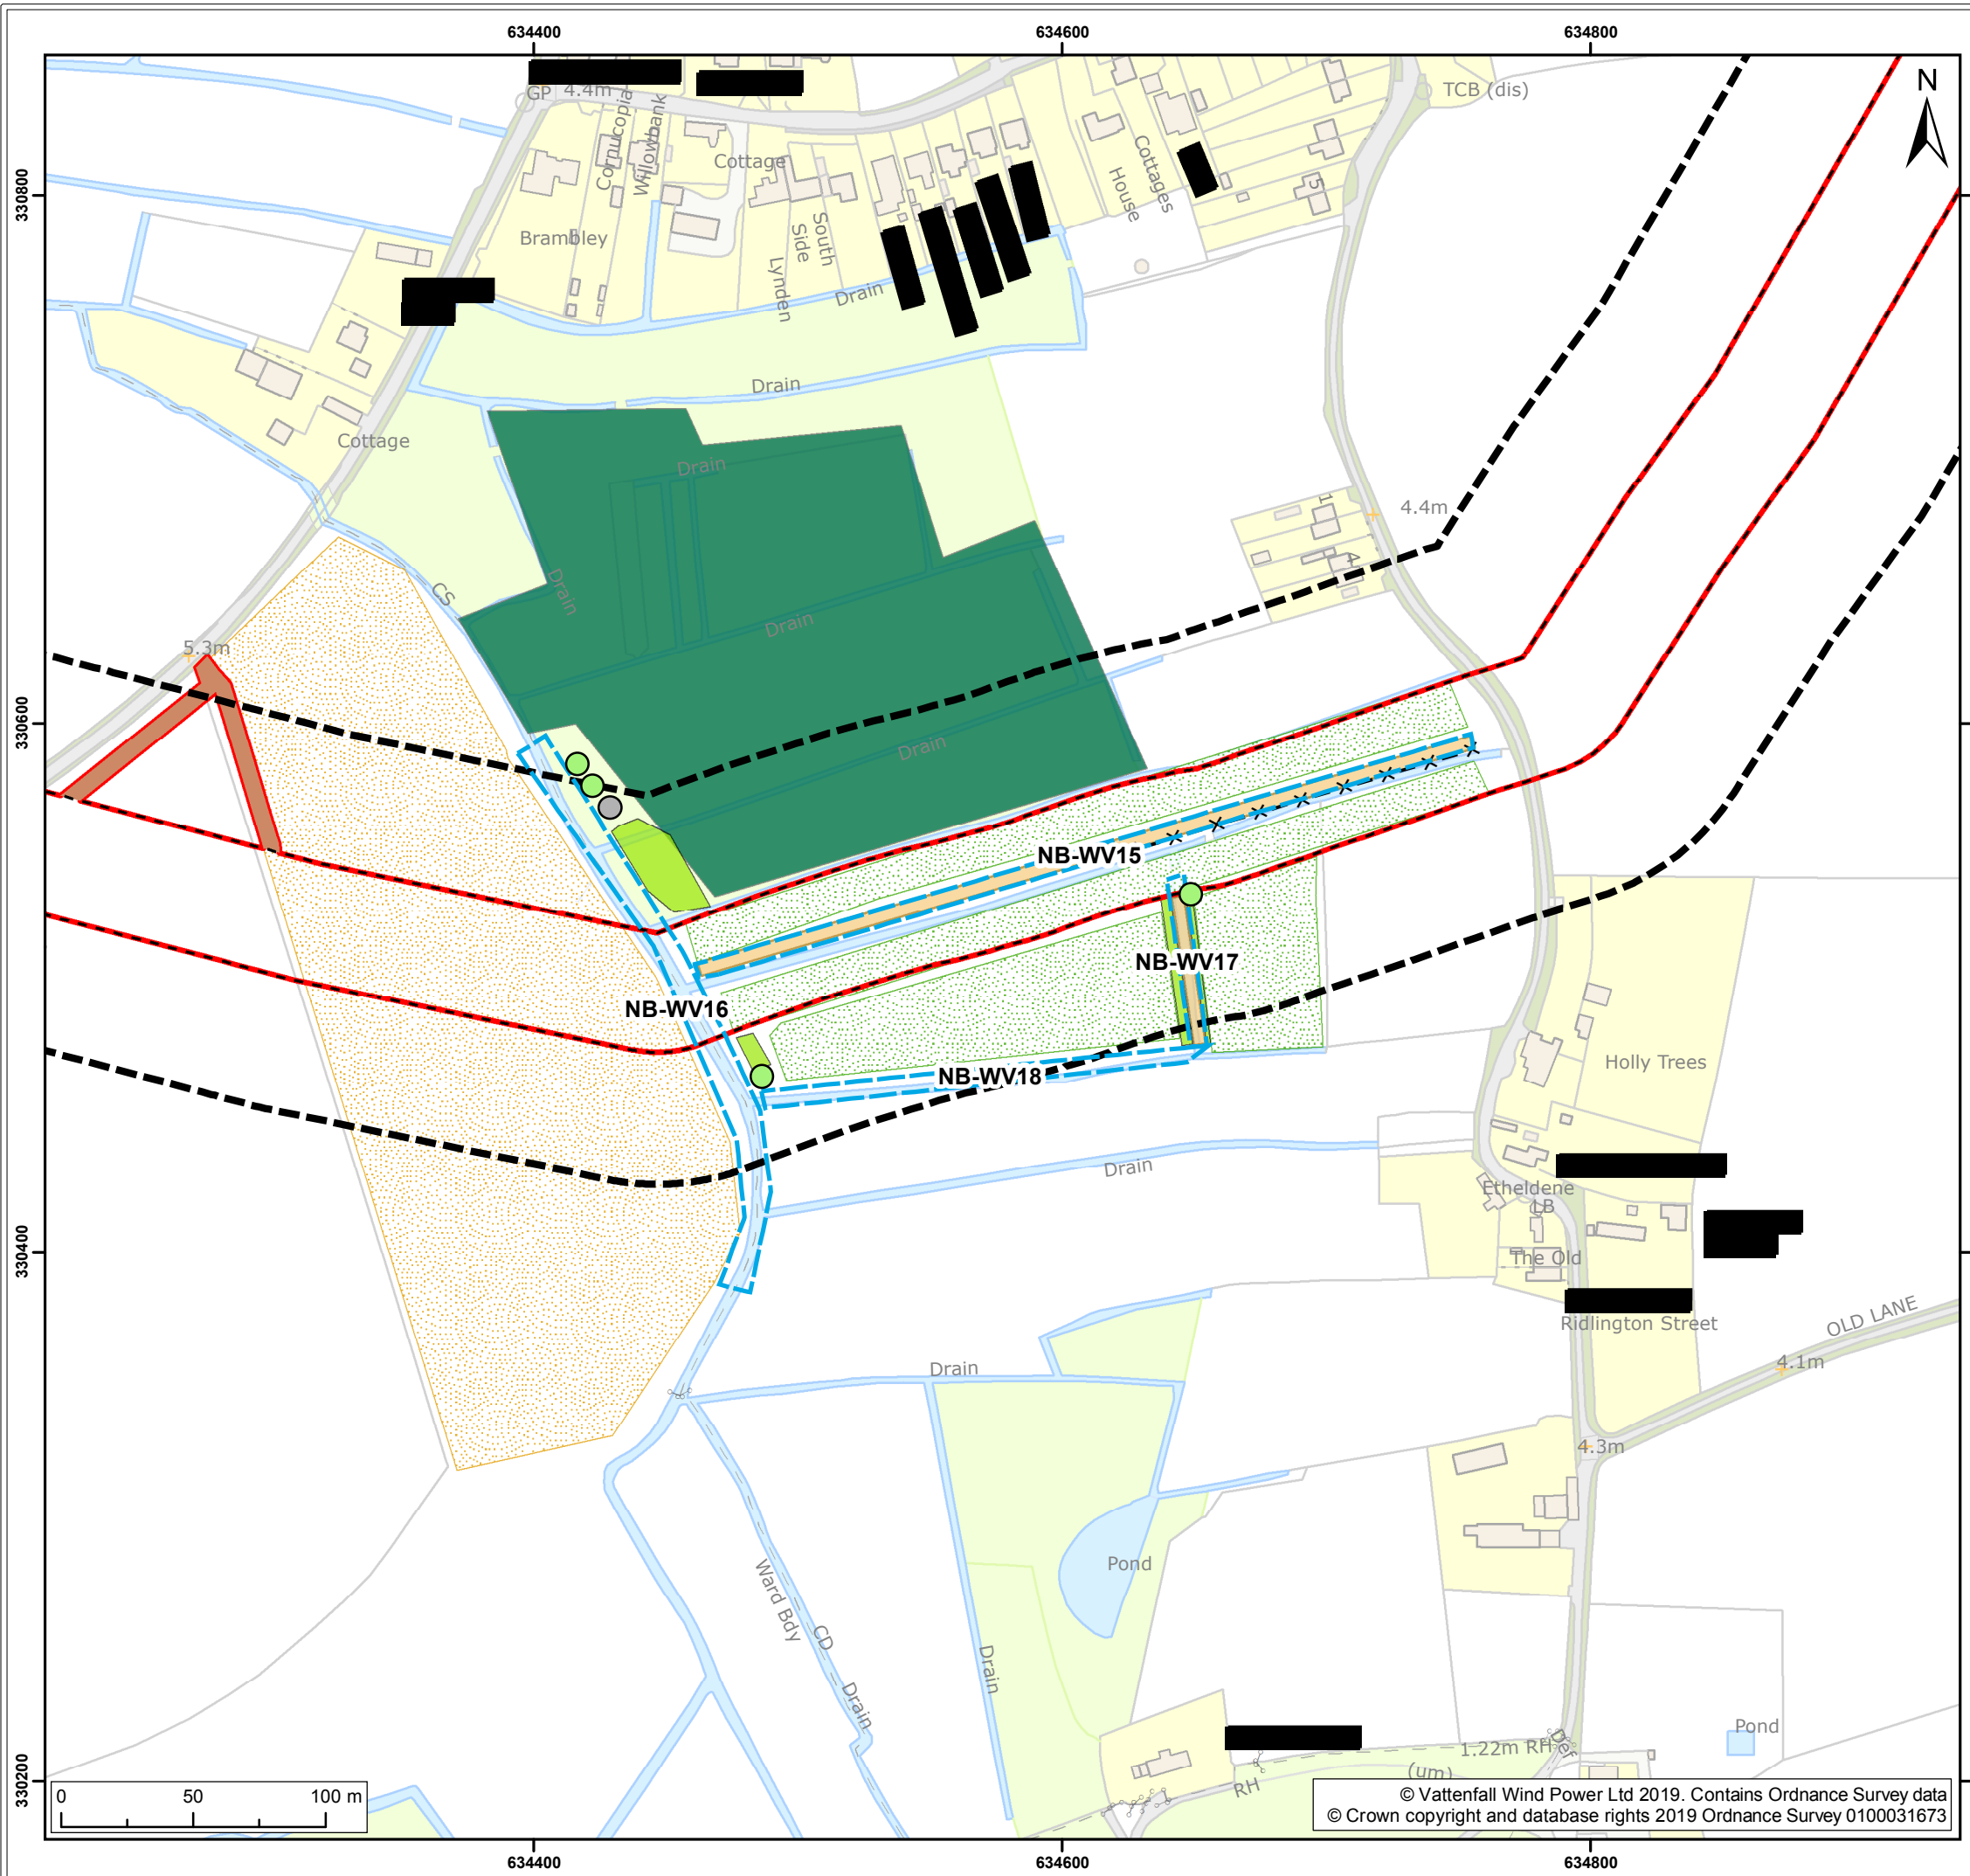 634400
634600
634800
N
330800
330600
330400
330200
GP
4.4m
Cornucopia
Willowbank
Cottage
Brambley
Lynden
Side
South
Drain
House
Cottages
5
TCB (dis)
Drain
Cottage
CS
Drain
Drain
Drain
Drain
1
4
4.4m
5.3m
NB-WV15
NB-WV16
NB-WV17
NB-WV18
Drain
Holly Trees
Etheldene
LB
The Old
Ridlington Street
OLD LANE
4.1m
4.3m
Drain
Pond
Ward Bdy
CD
Drain
Drain
Pond
1.22m RH
Def
(um)
RH
0 50 100 m
© Vattenfall Wind Power Ltd 2019. Contains Ordnance Survey data
© Crown copyright and database rights 2019 Ordnance Survey 0100031673
634400
634600
634800